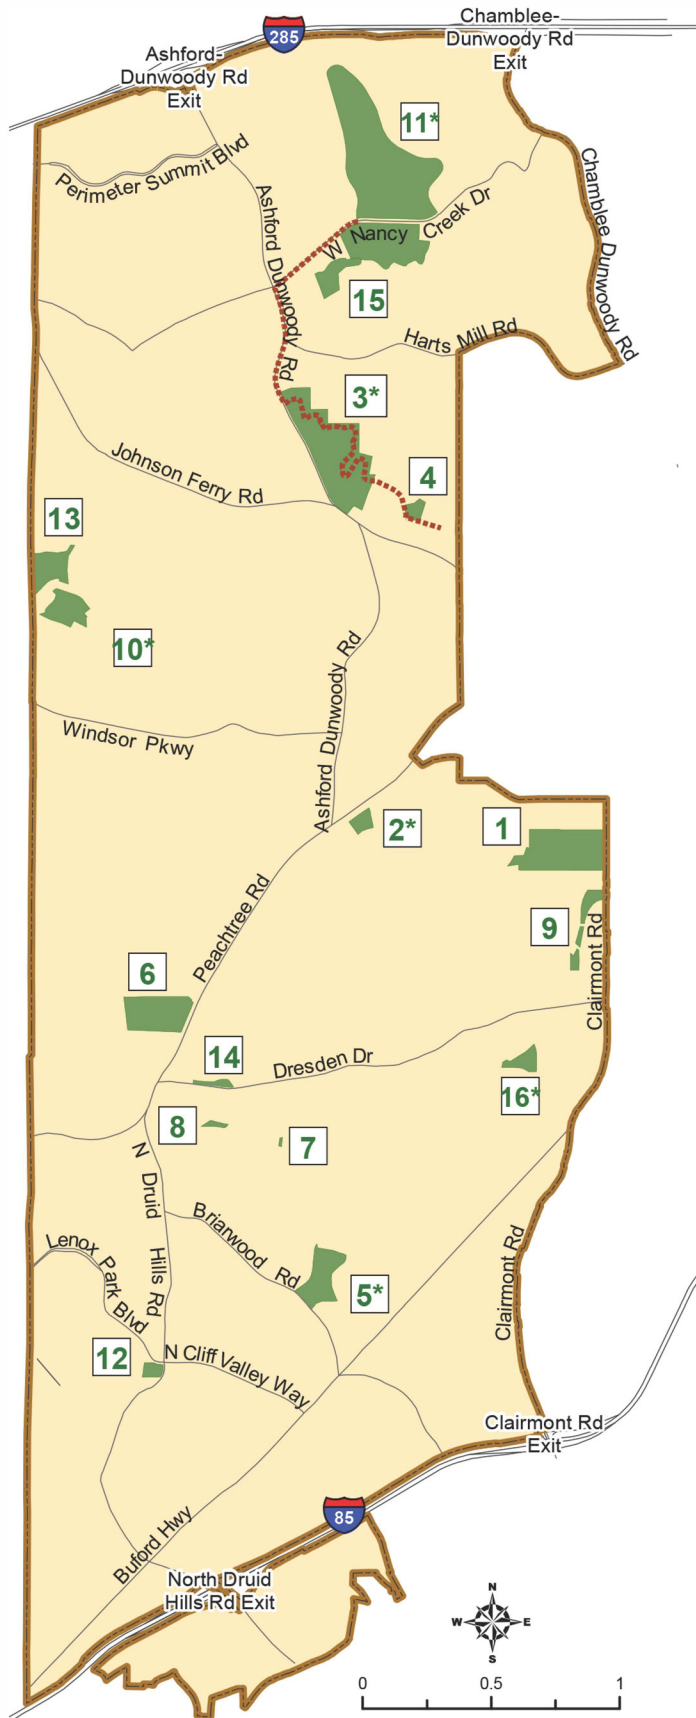 Chamblee-
Dunwoody Rd
Exit
285
Ashford-
Dunwoody Rd
Exit
11*
Perimeter Summit Blvd
Chamblee Dunwoody Rd
Ashford Dunwoody Rd
W Nancy Creek Dr
15
Harts Mill Rd
3*
Johnson Ferry Rd
4
13
10*
Ashford Dunwoody Rd
Windsor Pkwy
2*
1
Peachtree Rd
9
Clairmont Rd
6
14
Dresden Dr
16*
8
7
N Druid Hills Rd
Briarwood Rd
Lenox Park Blvd
5*
Clairmont Rd
12
N Cliff Valley Way
Clairmont Rd
Exit
85
Buford Hwy
North Druid
Hills Rd Exit
N
W E
S
0 0.5 1